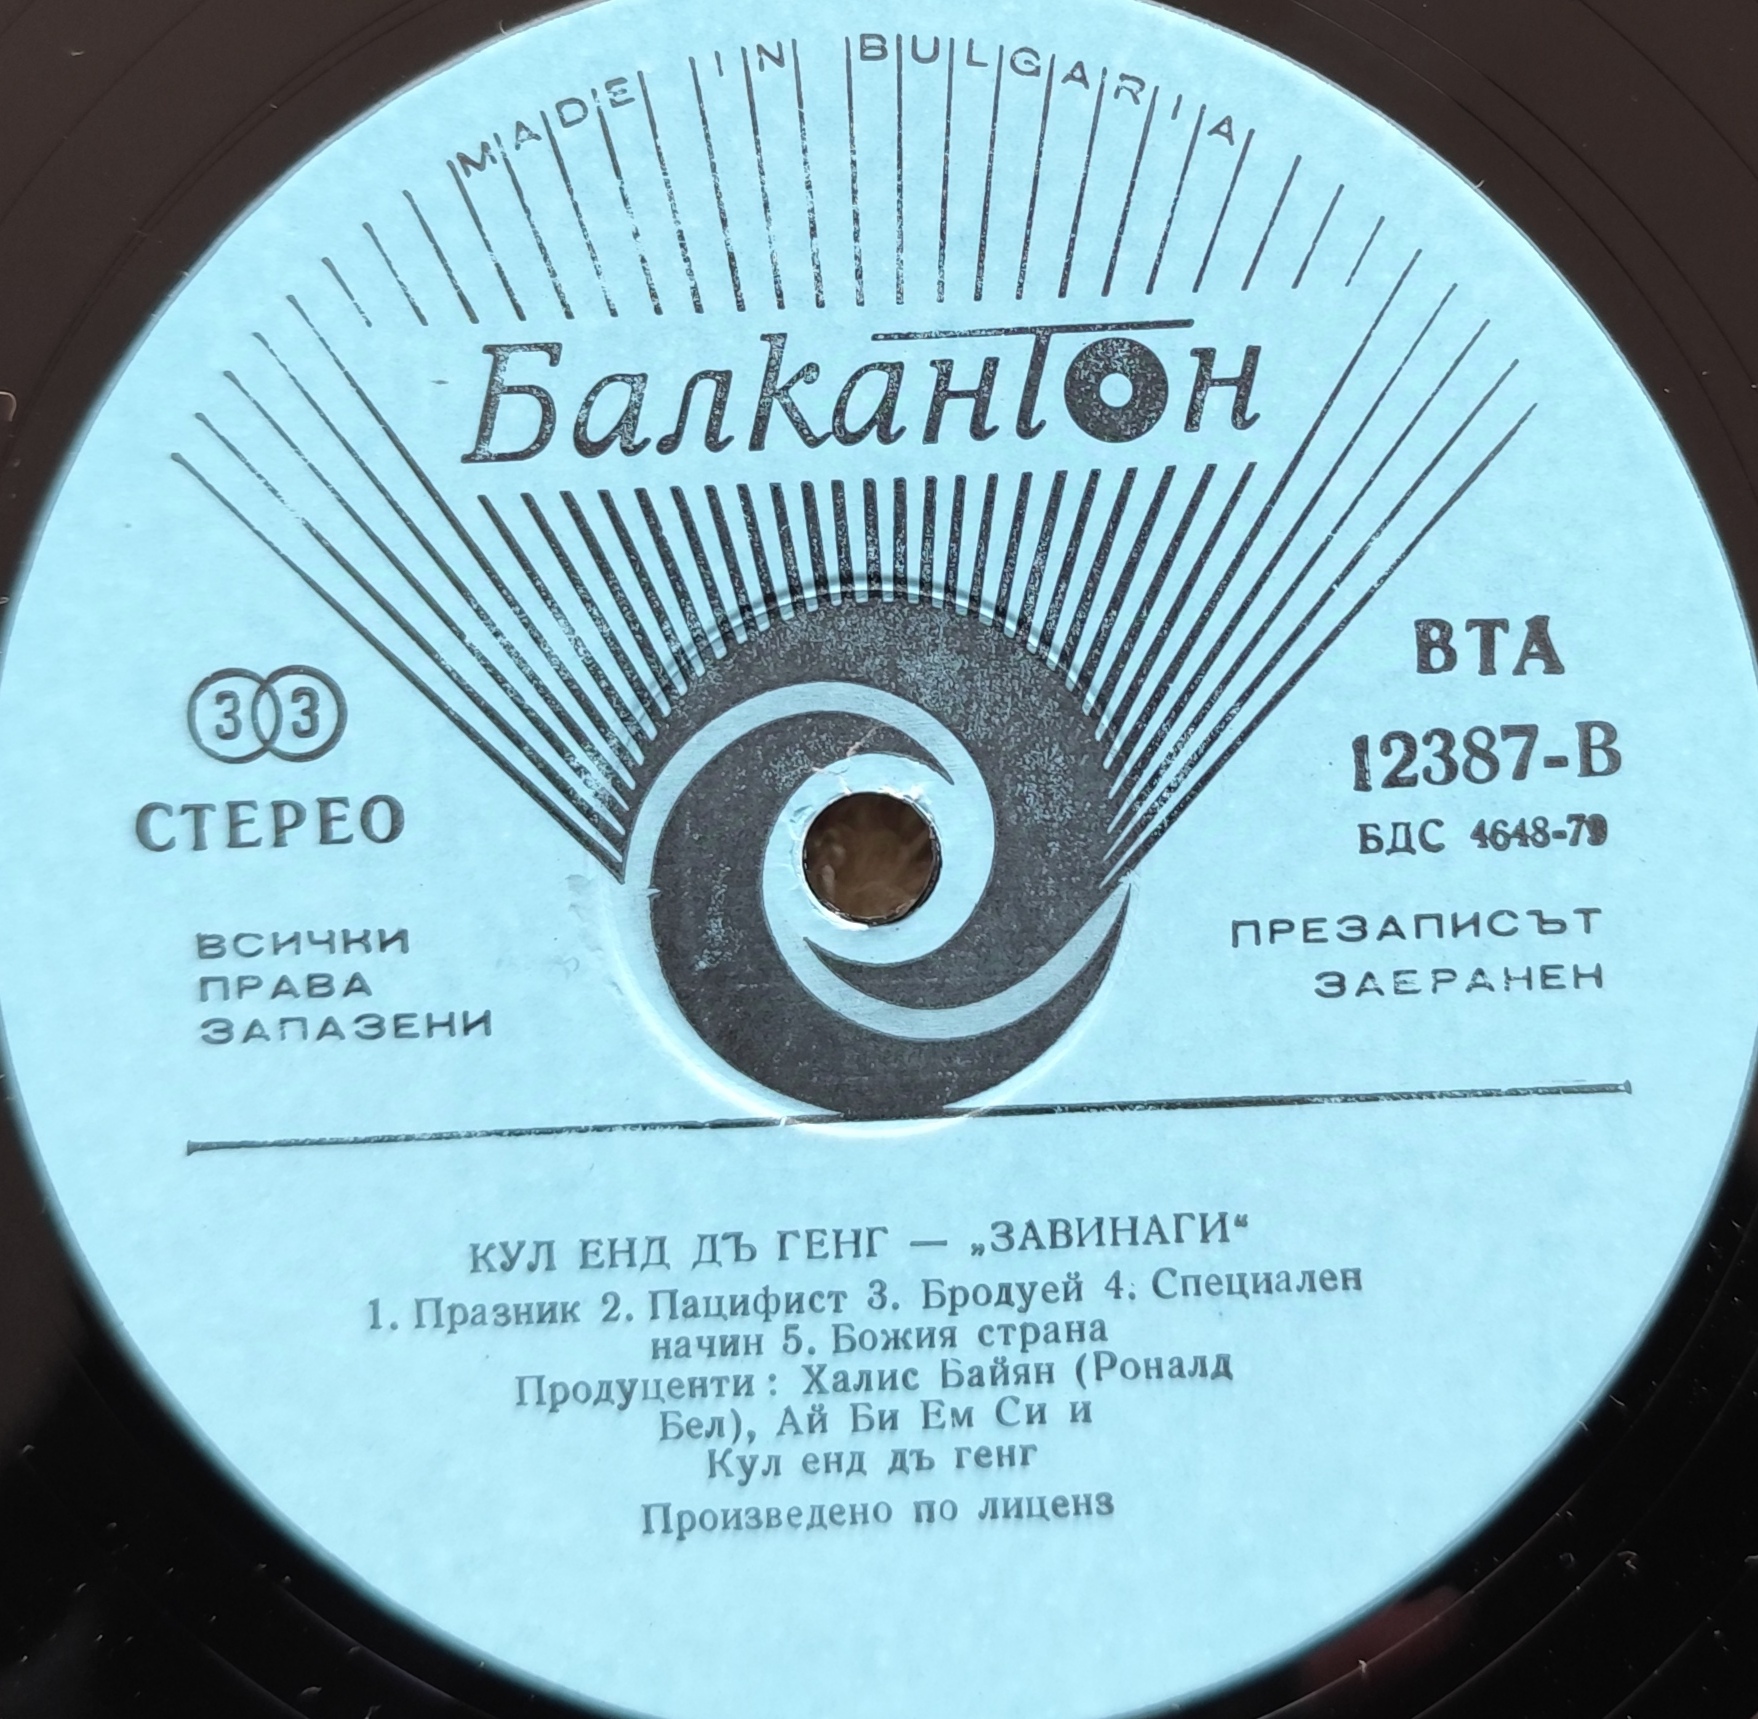 MADE IN BULGARIA
Балкантон
33
СТЕРЕО
ВСИЧКИ
ПРАВА
ЗАПАЗЕНИ
ВТА
12387-В
БДС 4648-79
ПРЕЗАПИСЪТ
ЗАБРАНЕН
КУЛ ЕНД ДЪ ГЕНГ — „ЗАВИНАГИ“
1. Празник 2. Пацифист 3. Бродуей 4. Специален
начин 5. Божия страна
Продуценти: Халис Байян (Роналд
Бел), Ай Би Ем Си и
Кул енд дъ генг
Произведено по лиценз